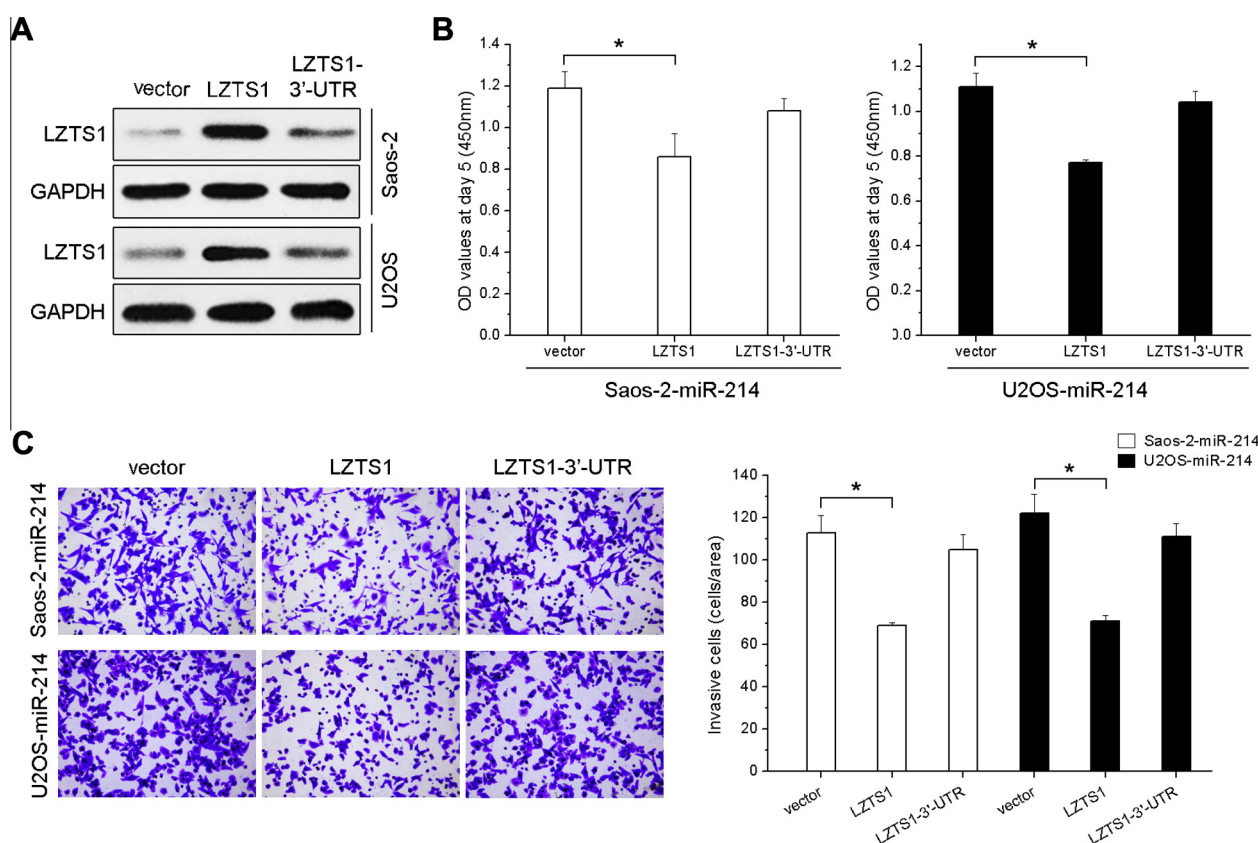 A
vector LZTS1 LZTS1-
3'-UTR
LZTS1
GAPDH
Saos-2
LZTS1
GAPDH
U2OS
B
OD values at day 5 (450nm)
1.4
1.2
1.0
0.8
0.6
0.4
0.2
0.0
*
vector LZTS1 LZTS1-3'-UTR
Saos-2-miR-214
OD values at day 5 (450nm)
1.4
1.2
1.0
0.8
0.6
0.4
0.2
0.0
*
vector LZTS1 LZTS1-3'-UTR
U2OS-miR-214
C
vector LZTS1 LZTS1-3'-UTR
Saos-2-miR-214
U2OS-miR-214
Saos-2-miR-214
U2OS-miR-214
Invasive cells (cells/area)
140
120
100
80
60
40
20
0
*
*
vector LZTS1 LZTS1-3'-UTR vector LZTS1 LZTS1-3'-UTR